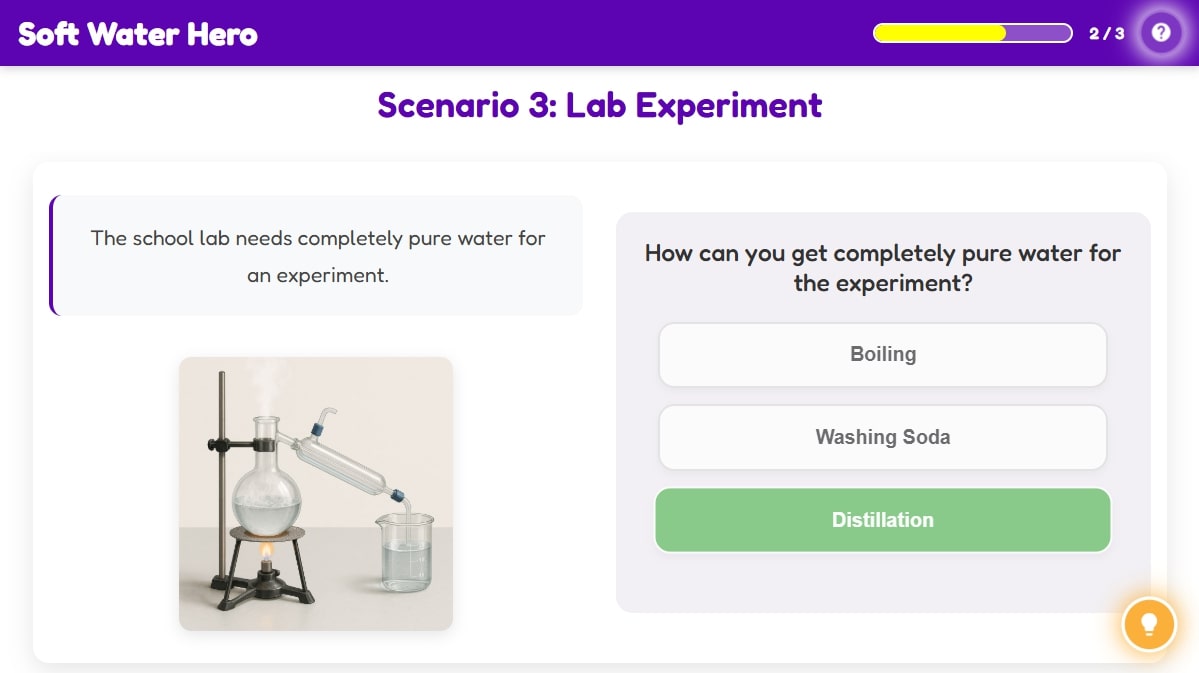 Soft Water Hero
2 / 3
?
Scenario 3: Lab Experiment
The school lab needs completely pure water for
an experiment.
How can you get completely pure water for
the experiment?
Boiling
Washing Soda
Distillation